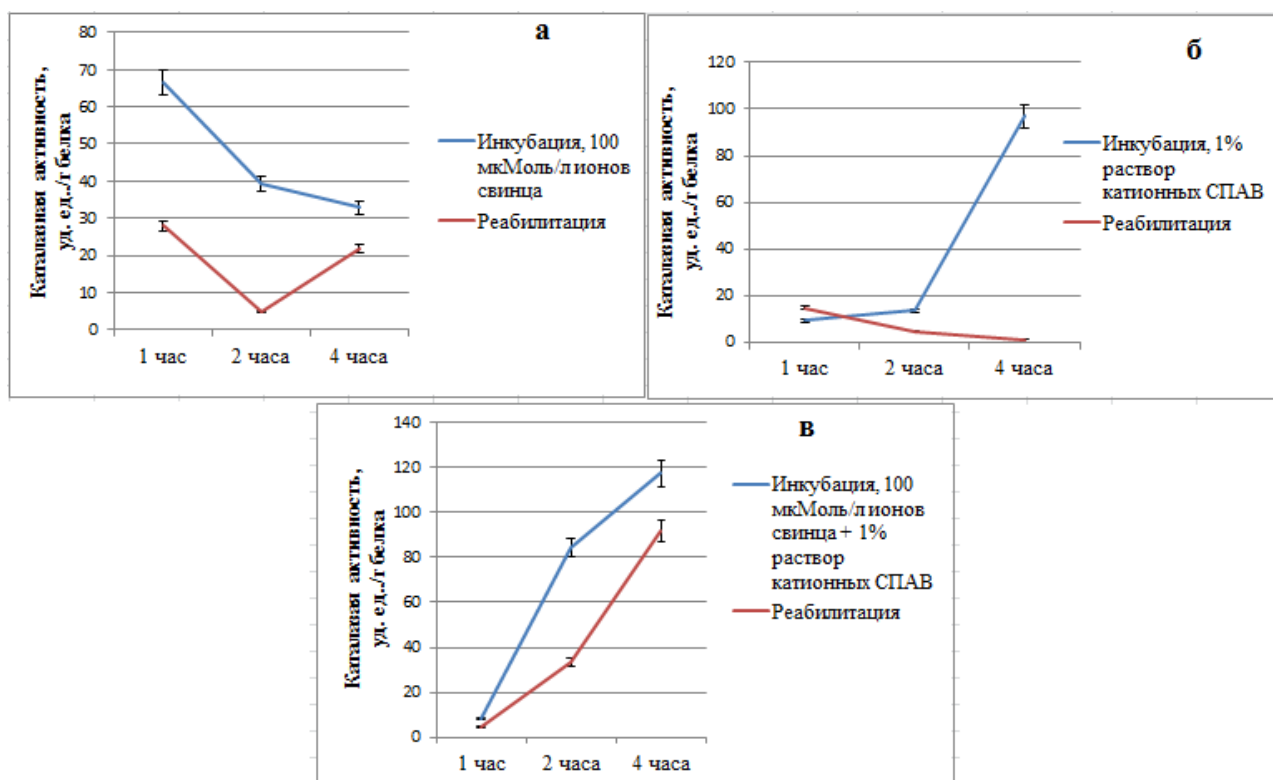 а
Каталазная активность,
уд. ед../г белка
80
70
60
50
40
30
20
10
0
1 час
2 часа
4 часа
Инкубация, 100
мкМоль/л ионов
свинца
Реабилитация
б
Каталазная активность,
уд. ед../г белка
120
100
80
60
40
20
0
1 час
2 часа
4 часа
Инкубация, 1%
раствор
катионных СПАВ
Реабилитация
в
Каталазая активность,
уд. ед../г белка
140
120
100
80
60
40
20
0
1 час
2 часа
4 часа
Инкубация, 100
мкМоль/л ионов
свинца + 1%
раствор
катионных СПАВ
Реабилитация